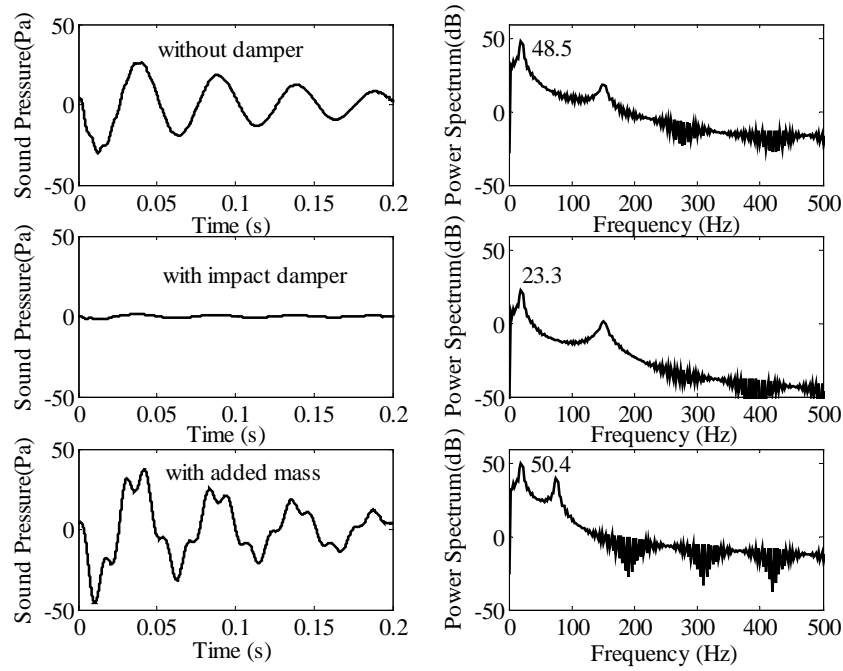 Sound Pressure(Pa)
50
0
-50
without damper
0 0.05 0.1 0.15 0.2
Time (s)
Power Spectrum(dB)
50
0
-50
48.5
0 100 200 300 400 500
Frequency (Hz)
Sound Pressure(Pa)
50
0
-50
with impact damper
0 0.05 0.1 0.15 0.2
Time (s)
Power Spectrum(dB)
50
0
-50
23.3
0 100 200 300 400 500
Frequency (Hz)
Sound Pressure(Pa)
50
0
-50
with added mass
0 0.05 0.1 0.15 0.2
Time (s)
Power Spectrum(dB)
50
0
-50
50.4
0 100 200 300 400 500
Frequency (Hz)